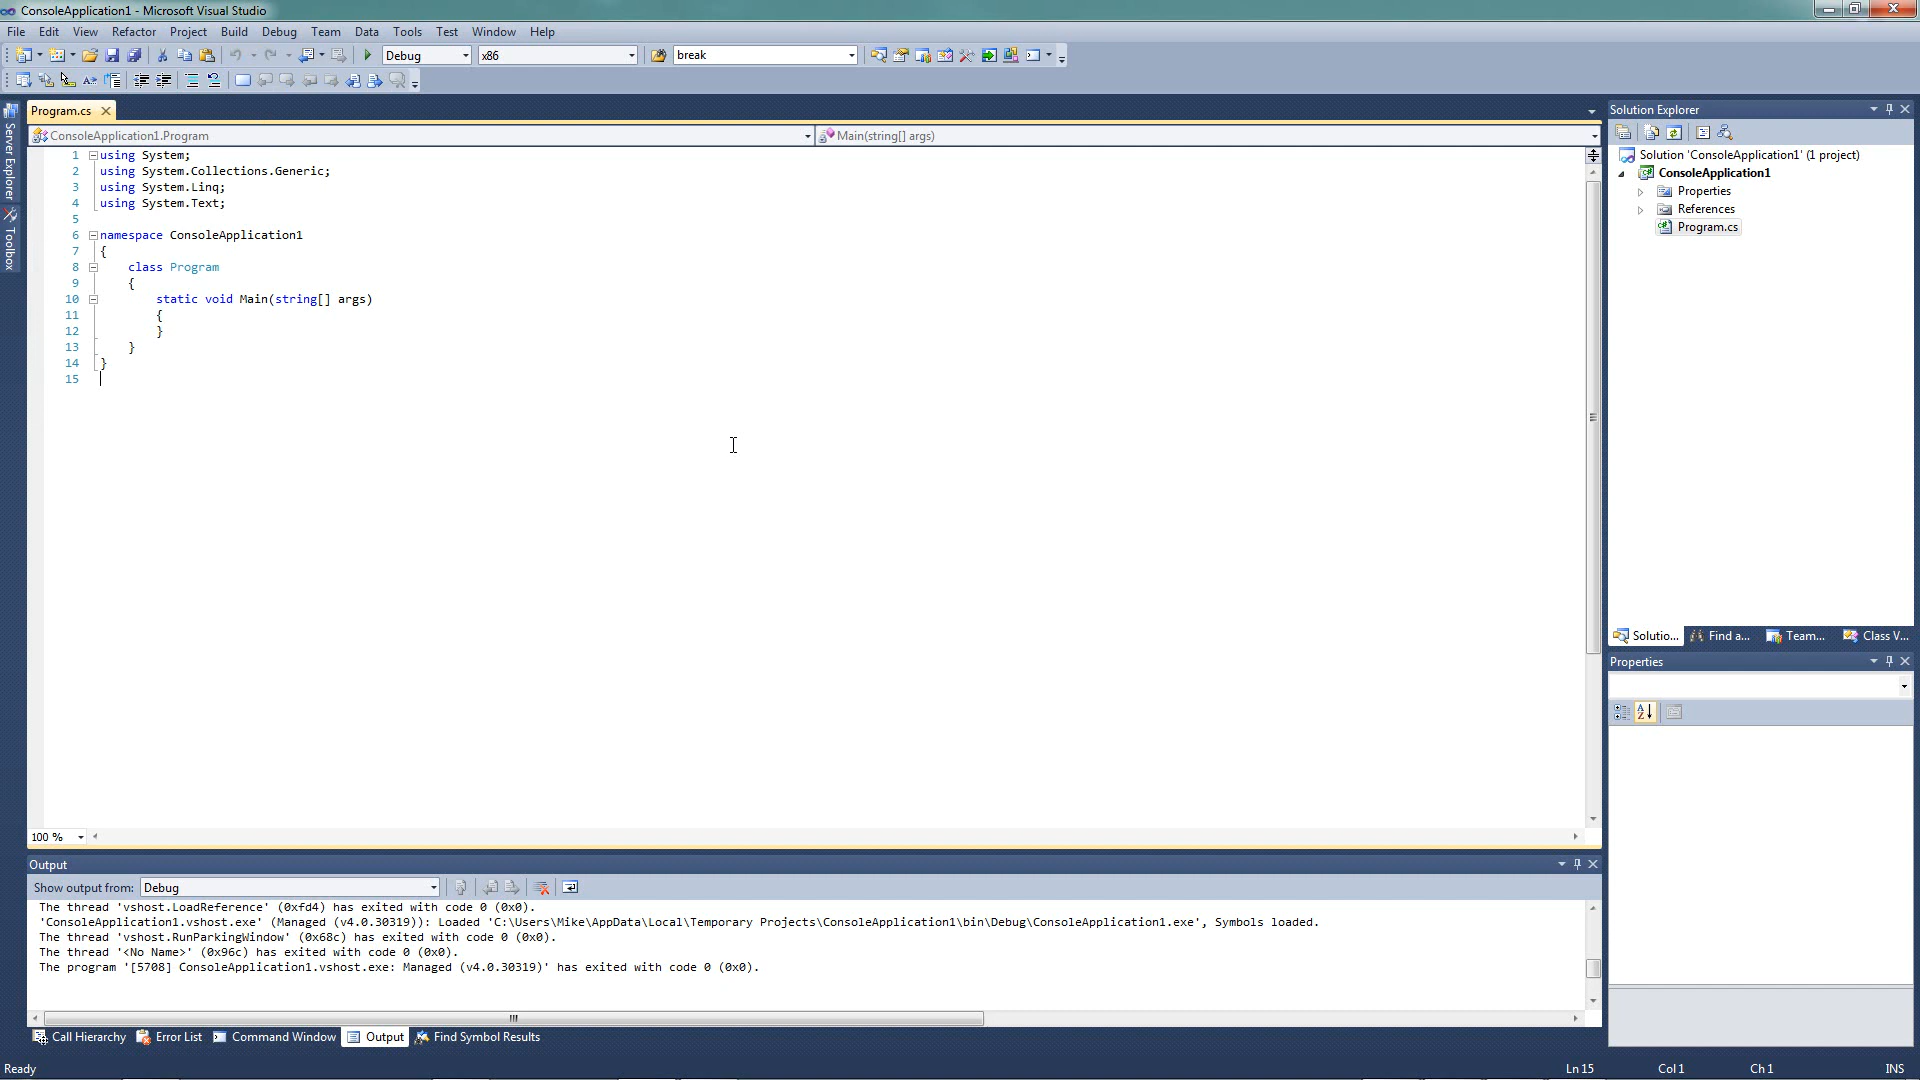 ConsoleApplication1 - Microsoft Visual Studio
File Edit View Refactor Project Build Debug Team Data Tools Test Window Help
Debug x86 break
Server Explorer
Toolbox
Program.cs
ConsoleApplication1.Program Main(string[] args)
1 using System;
2 using System.Collections.Generic;
3 using System.Linq;
4 using System.Text;
5
6 namespace ConsoleApplication1
7 {
8 class Program
9 {
10 static void Main(string[] args)
11 {
12 }
13 }
14 }
15
100 %
Solution Explorer
Solution 'ConsoleApplication1' (1 project)
ConsoleApplication1
Properties
References
Program.cs
Solutio... Find a... Team... Class V...
Properties
Output
Show output from: Debug
The thread 'vshost.LoadReference' (0xfd4) has exited with code 0 (0x0).
'ConsoleApplication1.vshost.exe' (Managed (v4.0.30319)): Loaded 'C:\Users\Mike\AppData\Local\Temporary Projects\ConsoleApplication1\bin\Debug\ConsoleApplication1.exe', Symbols loaded.
The thread 'vshost.RunParkingWindow' (0x68c) has exited with code 0 (0x0).
The thread '<No Name>' (0x96c) has exited with code 0 (0x0).
The program '[5708] ConsoleApplication1.vshost.exe: Managed (v4.0.30319)' has exited with code 0 (0x0).
Call Hierarchy Error List Command Window Output Find Symbol Results
Ready Ln 15 Col 1 Ch 1 INS